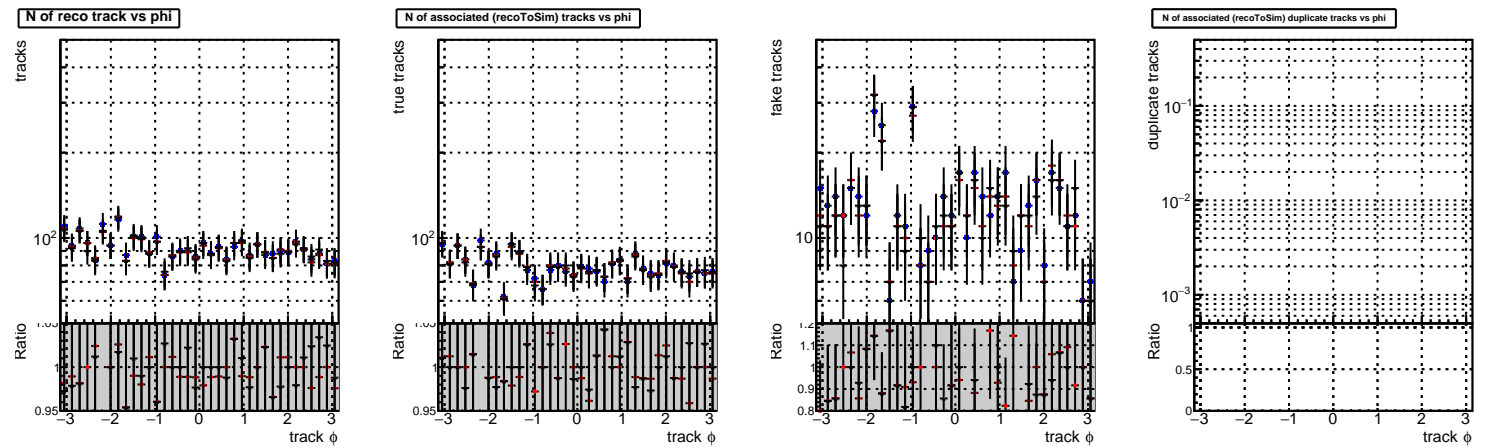 N of reco track vs phi
tracks
10²
Ratio
1.05
1
0.95
−3 −2 −1 0 1 2 3
track ϕ
N of associated (recoToSim) tracks vs phi
true tracks
10²
Ratio
1.05
1
0.95
−3 −2 −1 0 1 2 3
track ϕ
fake tracks
10
Ratio
1.2
1.1
1
0.9
0.8
−3 −2 −1 0 1 2 3
track ϕ
N of associated (recoToSim) duplicate tracks vs phi
duplicate tracks
10⁻¹
10⁻²
10⁻³
Ratio
1
0.5
0
−3 −2 −1 0 1 2 3
track ϕ